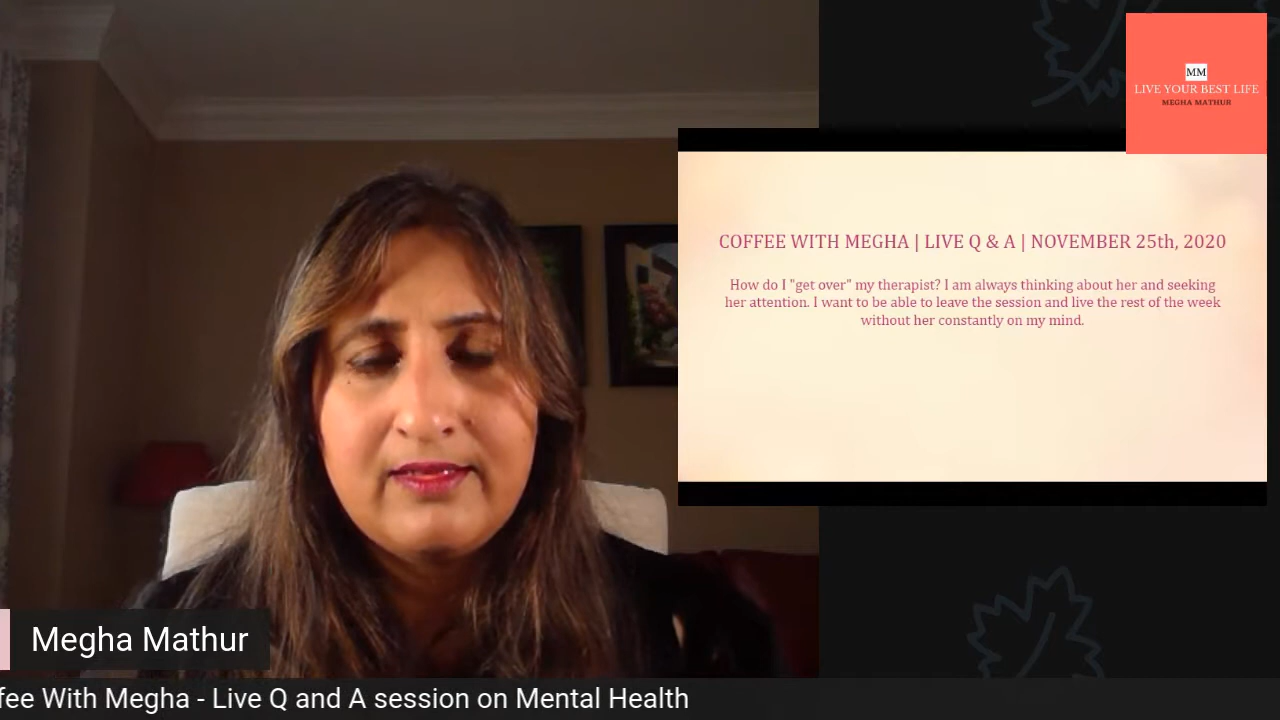 MM
LIVE YOUR BEST LIFE
MEGHA MATHUR
COFFEE WITH MEGHA | LIVE Q & A | NOVEMBER 25th, 2020
How do I "get over" my therapist? I am always thinking about her and seeking
her attention. I want to be able to leave the session and live the rest of the week
without her constantly on my mind.
Megha Mathur
fee With Megha - Live Q and A session on Mental Health